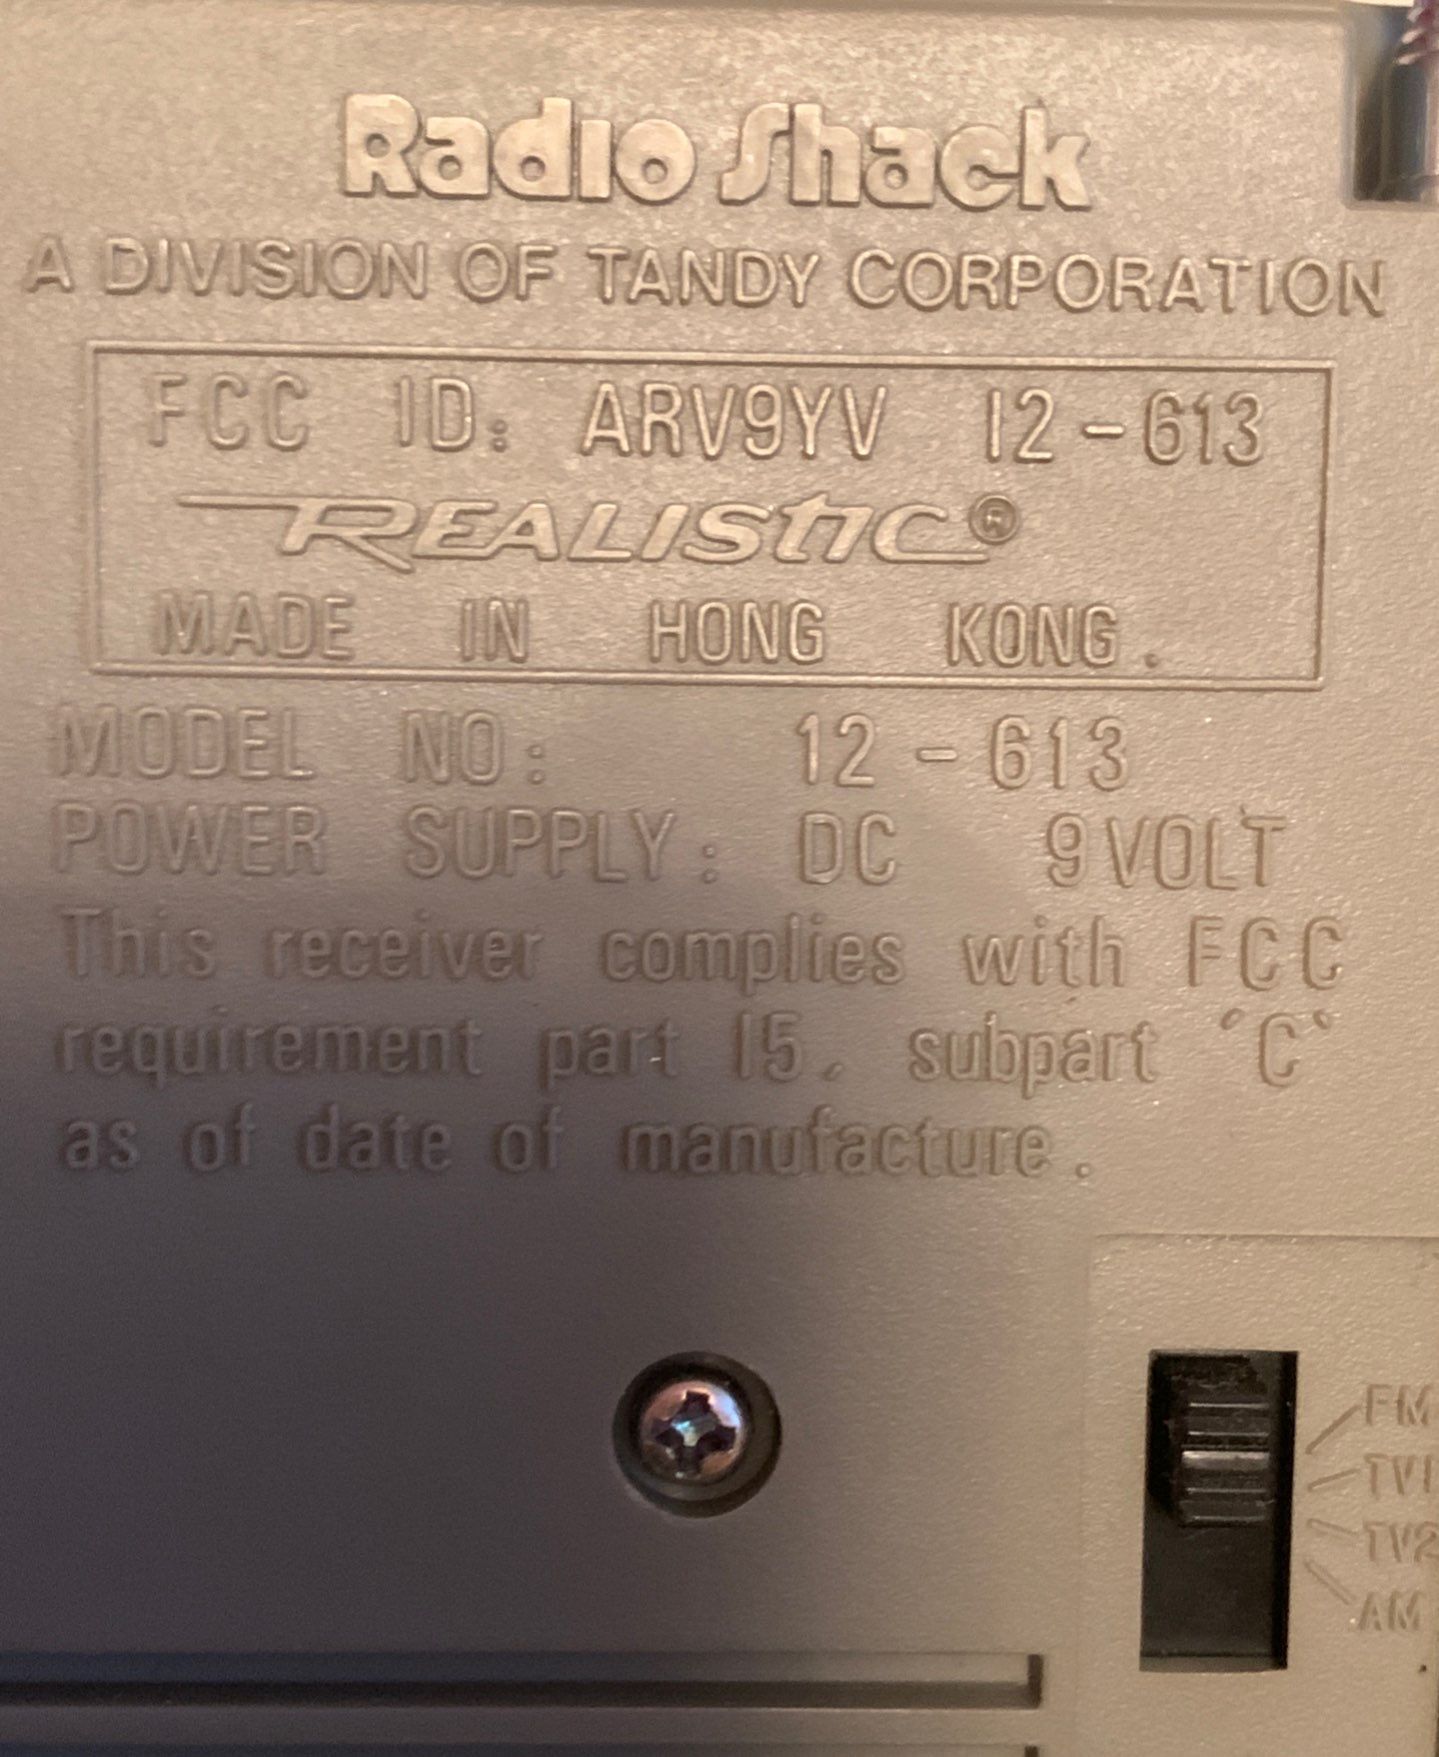 Radio Shack
A DIVISION OF TANDY CORPORATION
FCC ID: ARV9YV 12-613
REALISTIC®
MADE IN HONG KONG.
MODEL NO: 12-613
POWER SUPPLY: DC 9VOLT
This receiver complies with FCC
requirement part 15, subpart 'C'
as of date of manufacture.
FM
TV1
TV2
AM